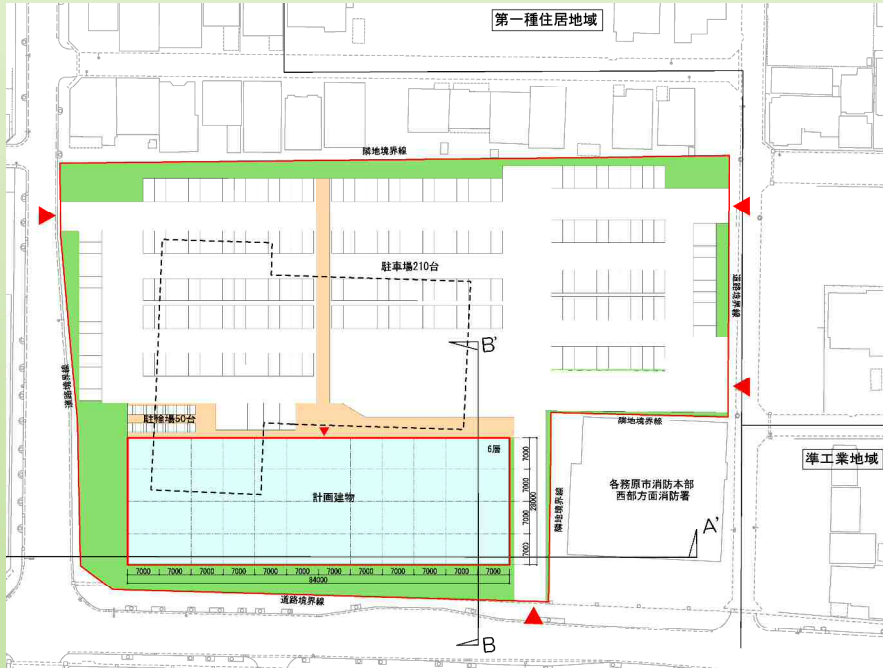 第一種住居地域
隣地境界線
駐車場210台
道路境界線
B'
道路境界線
駐輪場50台
隣地境界線
6層
準工業地域
計画建物
7000
7000
7000
7000
28000
隣地境界線
各務原市消防本部
西部方面消防署
A'
7000 7000 7000 7000 7000 7000 7000 7000 7000 7000 7000 7000
84000
道路境界線
B